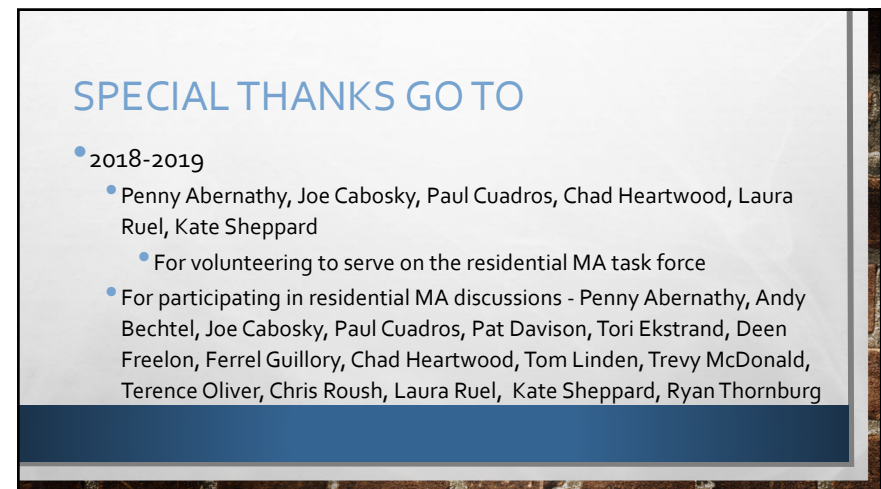 SPECIAL THANKS GO TO
•2018-2019
•Penny Abernathy, Joe Cabosky, Paul Cuadros, Chad Heartwood, Laura
Ruel, Kate Sheppard
•For volunteering to serve on the residential MA task force
•For participating in residential MA discussions - Penny Abernathy, Andy
Bechtel, Joe Cabosky, Paul Cuadros, Pat Davison, Tori Ekstrand, Deen
Freelon, Ferrel Guillory, Chad Heartwood, Tom Linden, Trevy McDonald,
Terence Oliver, Chris Roush, Laura Ruel, Kate Sheppard, Ryan Thornburg